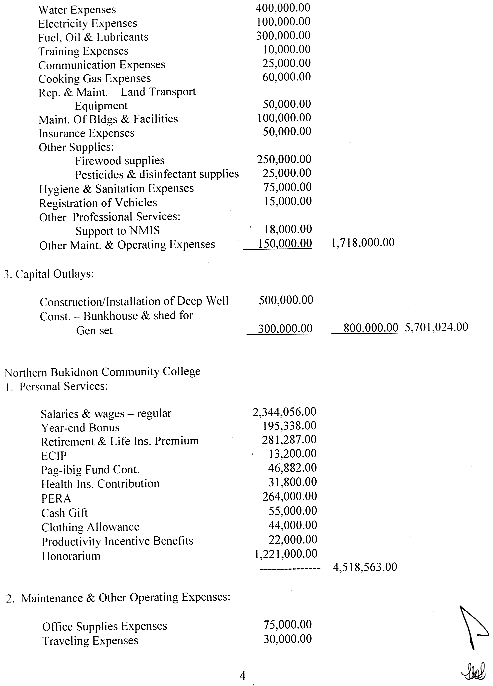 Water Expenses 400,000.00
Electricity Expenses 100,000.00
Fuel, Oil & Lubricants 300,000.00
Training Expenses 10,000.00
Communication Expenses 25,000.00
Cooking Gas Expenses 60,000.00
Rep. & Maint. – Land Transport
Equipment 50,000.00
Maint. Of Bldgs & Facilities 100,000.00
Insurance Expenses 50,000.00
Other Supplies:
Firewood supplies 250,000.00
Pesticides & disinfectant supplies 25,000.00
Hygiene & Sanitation Expenses 75,000.00
Registration of Vehicles 15,000.00
Other Professional Services:
Support to NMIS 18,000.00
Other Maint. & Operating Expenses 150,000.00 1,718,000.00
3. Capital Outlays:
Construction/Installation of Deep Well 500,000.00
Const. – Bunkhouse & shed for
Gen set 300,000.00 800,000.00 5,701,024.00
Northern Bukidnon Community College
1. Personal Services:
Salaries & wages – regular 2,344,056.00
Year-end Bonus 195,338.00
Retirement & Life Ins. Premium 281,287.00
ECIP 13,200.00
Pag-ibig Fund Cont. 46,882.00
Health Ins. Contribution 31,800.00
PERA 264,000.00
Cash Gift 55,000.00
Clothing Allowance 44,000.00
Productivity Incentive Benefits 22,000.00
Honorarium 1,221,000.00
--------------- 4,518,563.00
2. Maintenance & Other Operating Expenses:
Office Supplies Expenses 75,000.00
Traveling Expenses 30,000.00
4